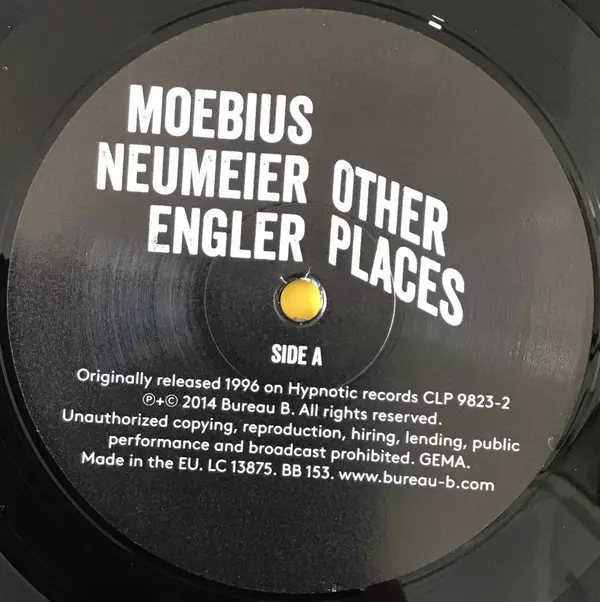 MOEBIUS
NEUMEIER
ENGLER
OTHER
PLACES
SIDE A
Originally released 1996 on Hypnotic records CLP 9823-2
℗+© 2014 Bureau B. All rights reserved.
Unauthorized copying, reproduction, hiring, lending, public
performance and broadcast prohibited. GEMA.
Made in the EU. LC 13875. BB 153. www.bureau-b.com